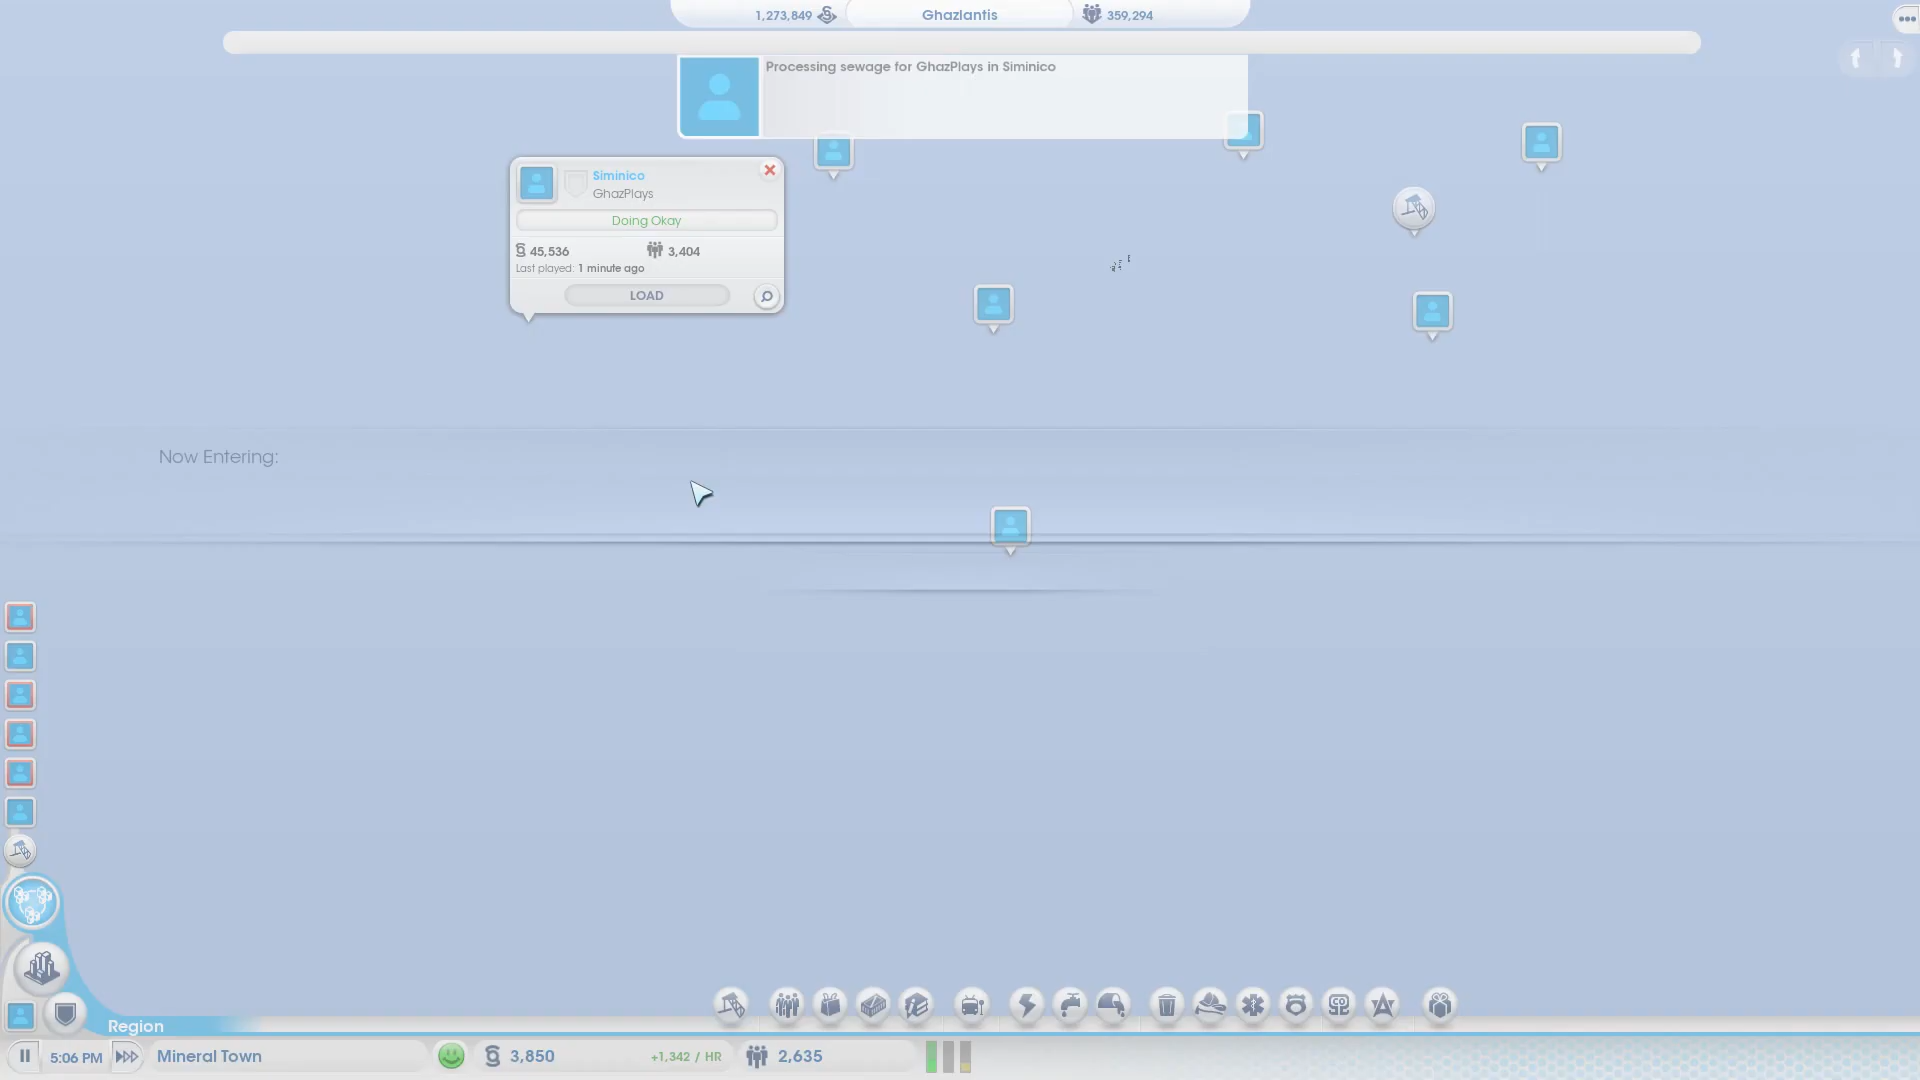 1,273,849
Ghazlantis
359,294
Processing sewage for GhazPlays in Siminico
Siminico
GhazPlays
Doing Okay
45,536
3,404
Last played: 1 minute ago
LOAD
Now Entering:
Region
5:06 PM
Mineral Town
3,850
+1,342 / HR
2,635